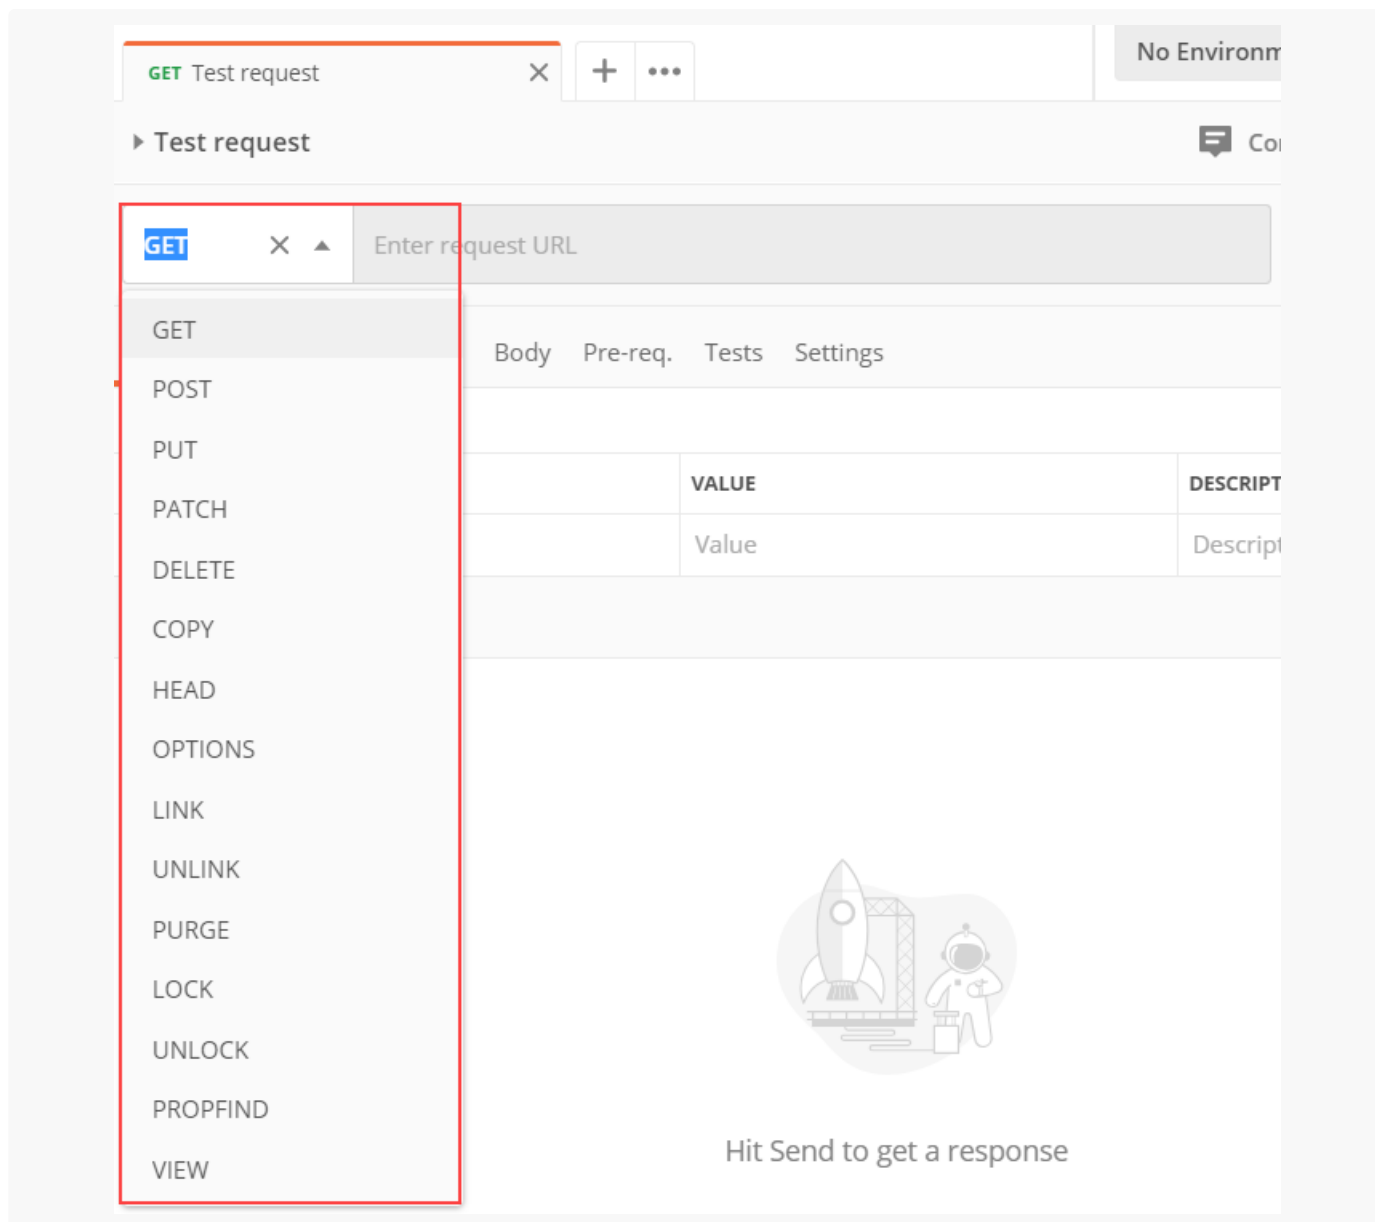 GET Test request
No Environm
Test request
Co
GET
Enter request URL
GET
Body Pre-req. Tests Settings
POST
PUT
VALUE DESCRIPT
PATCH
Value Descript
DELETE
COPY
HEAD
OPTIONS
LINK
UNLINK
PURGE
LOCK
UNLOCK
PROPFIND
Hit Send to get a response
VIEW